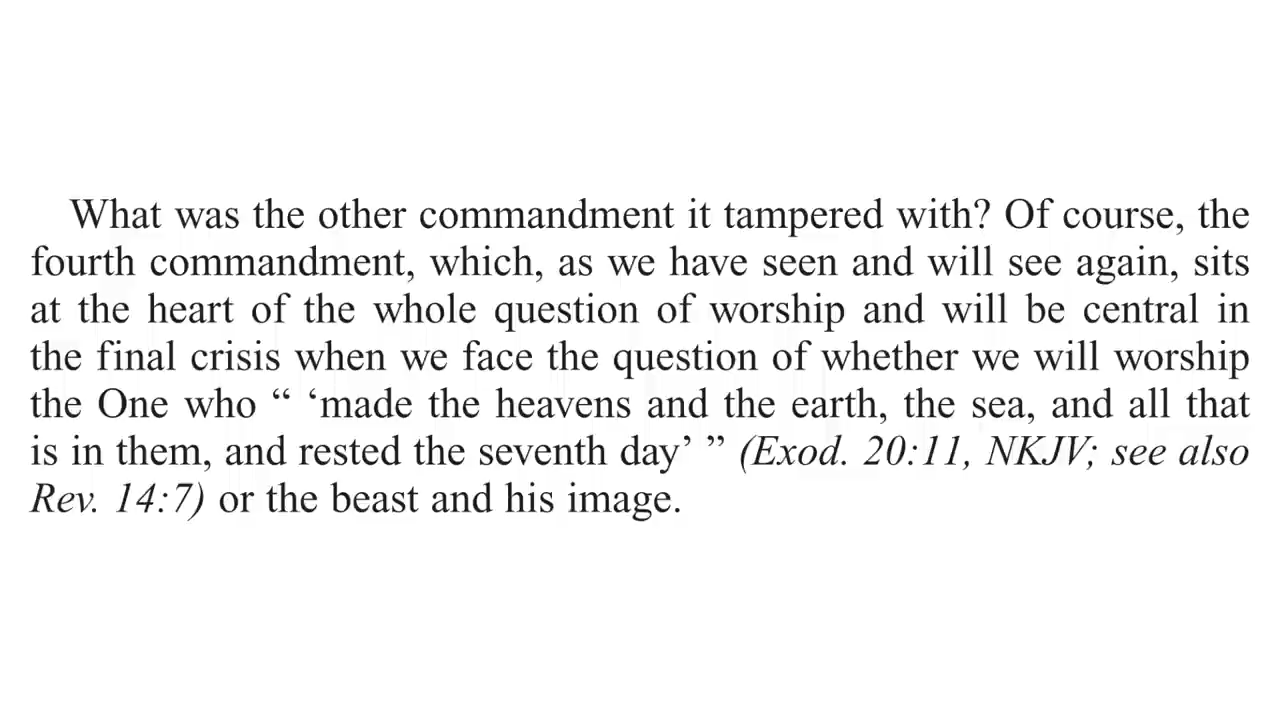 What was the other commandment it tampered with? Of course, the
fourth commandment, which, as we have seen and will see again, sits
at the heart of the whole question of worship and will be central in
the final crisis when we face the question of whether we will worship
the One who “ ‘made the heavens and the earth, the sea, and all that
is in them, and rested the seventh day’ ” (Exod. 20:11, NKJV; see also
Rev. 14:7) or the beast and his image.